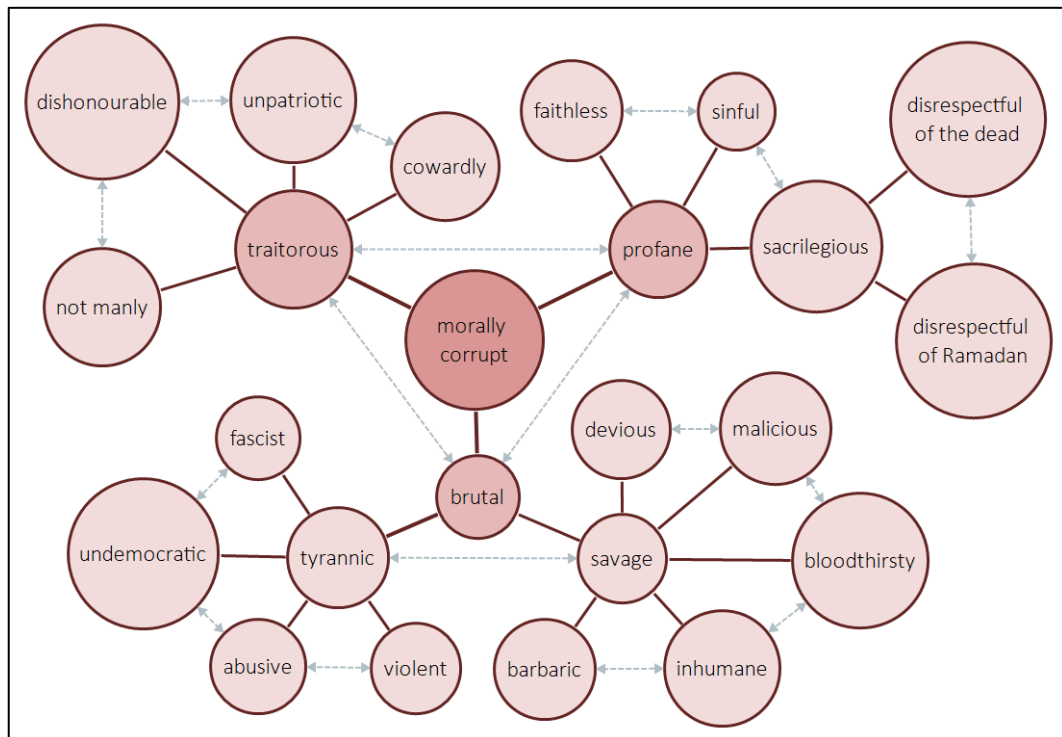 dishonourable
unpatriotic
cowardly
traitorous
not manly
faithless
sinful
profane
sacrilegious
disrespectful
of the dead
disrespectful
of Ramadan
morally
corrupt
brutal
fascist
undemocratic
tyrannic
abusive
violent
devious
malicious
savage
bloodthirsty
barbaric
inhumane